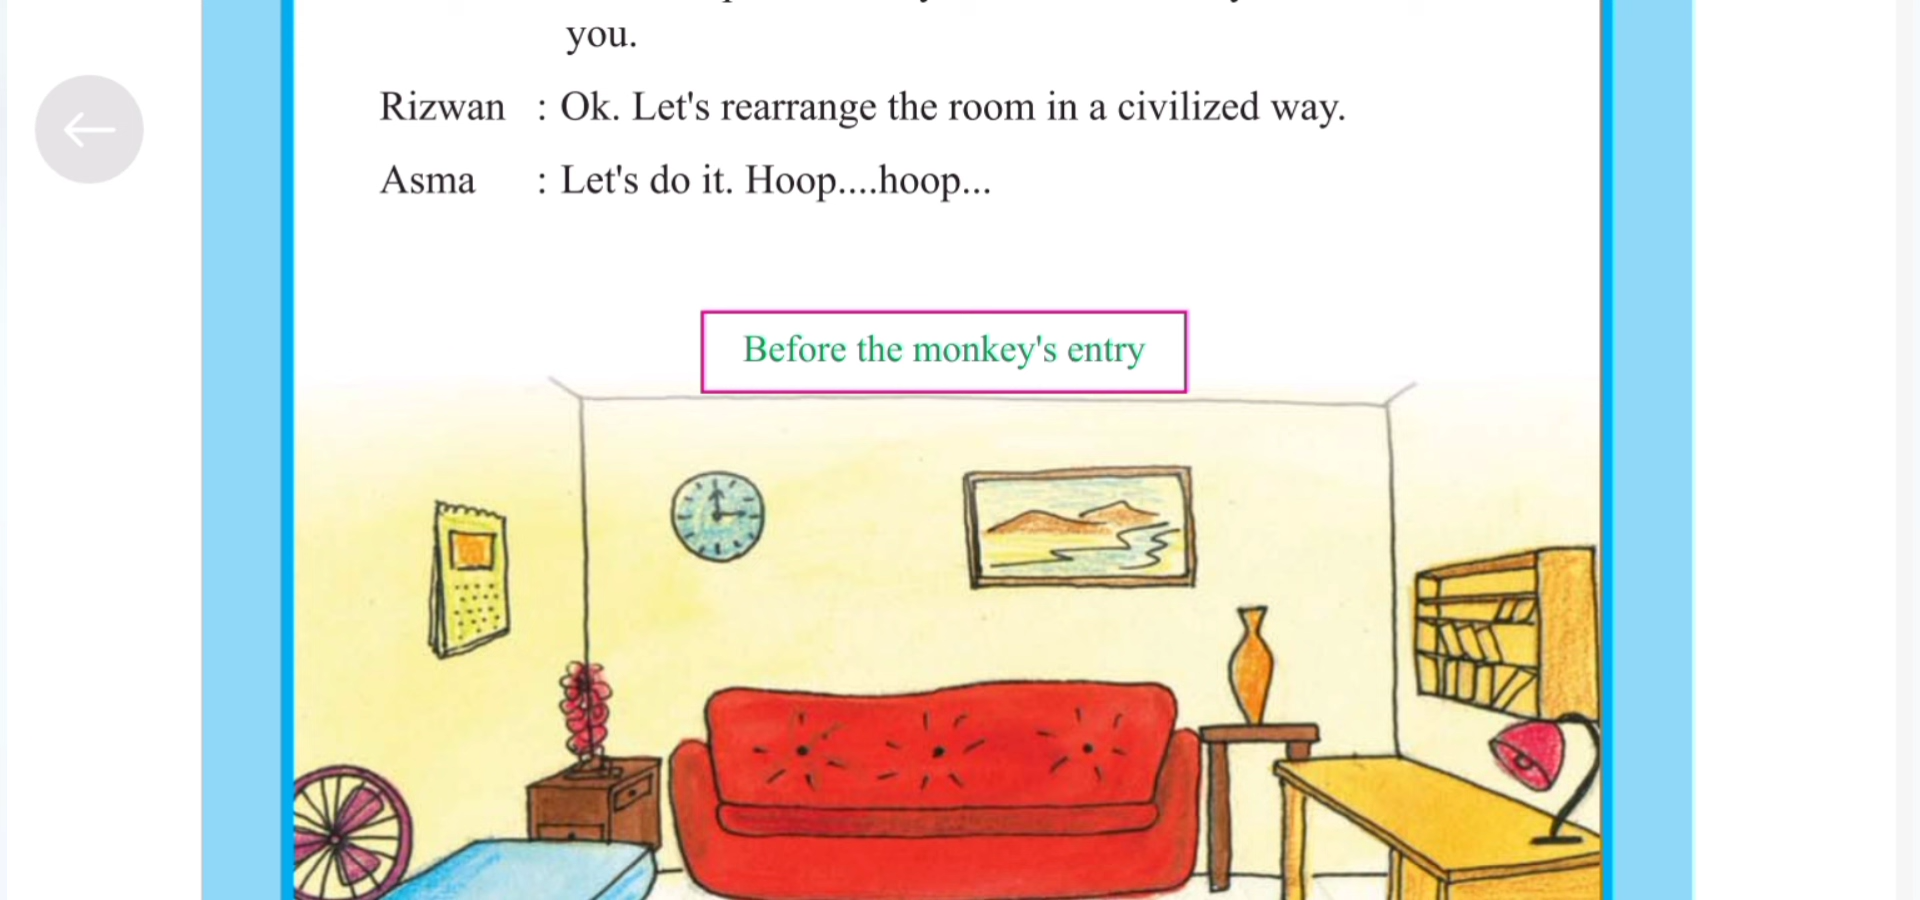 you.
Rizwan : Ok. Let's rearrange the room in a civilized way.
Asma : Let's do it. Hoop....hoop...
Before the monkey's entry